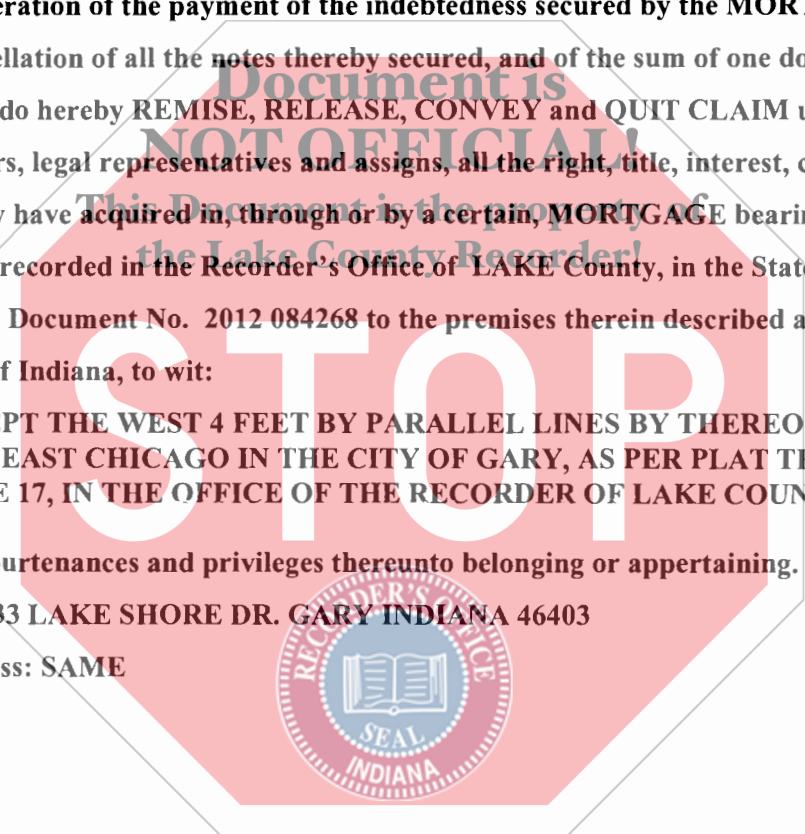 eration of the payment of the indebtedness secured by the MORT
ellation of all the notes thereby secured, and of the sum of one do
Document is
do hereby REMISE, RELEASE, CONVEY and QUIT CLAIM u
NOT OFFICIAL!
rs, legal representatives and assigns, all the right, title, interest, c
This Document is the property of
y have acquired in, through or by a certain, MORTGAGE bearin
the Lake County Recorder!
recorded in the Recorder's Office of LAKE County, in the State
Document No. 2012 084268 to the premises therein described a
f Indiana, to wit:
STOP
EPT THE WEST 4 FEET BY PARALLEL LINES BY THEREO
EAST CHICAGO IN THE CITY OF GARY, AS PER PLAT TH
E 17, IN THE OFFICE OF THE RECORDER OF LAKE COUN
urtenances and privileges thereunto belonging or appertaining.
33 LAKE SHORE DR. GARY INDIANA 46403
ss: SAME
RECORDER'S OFFICE
SEAL
INDIANA